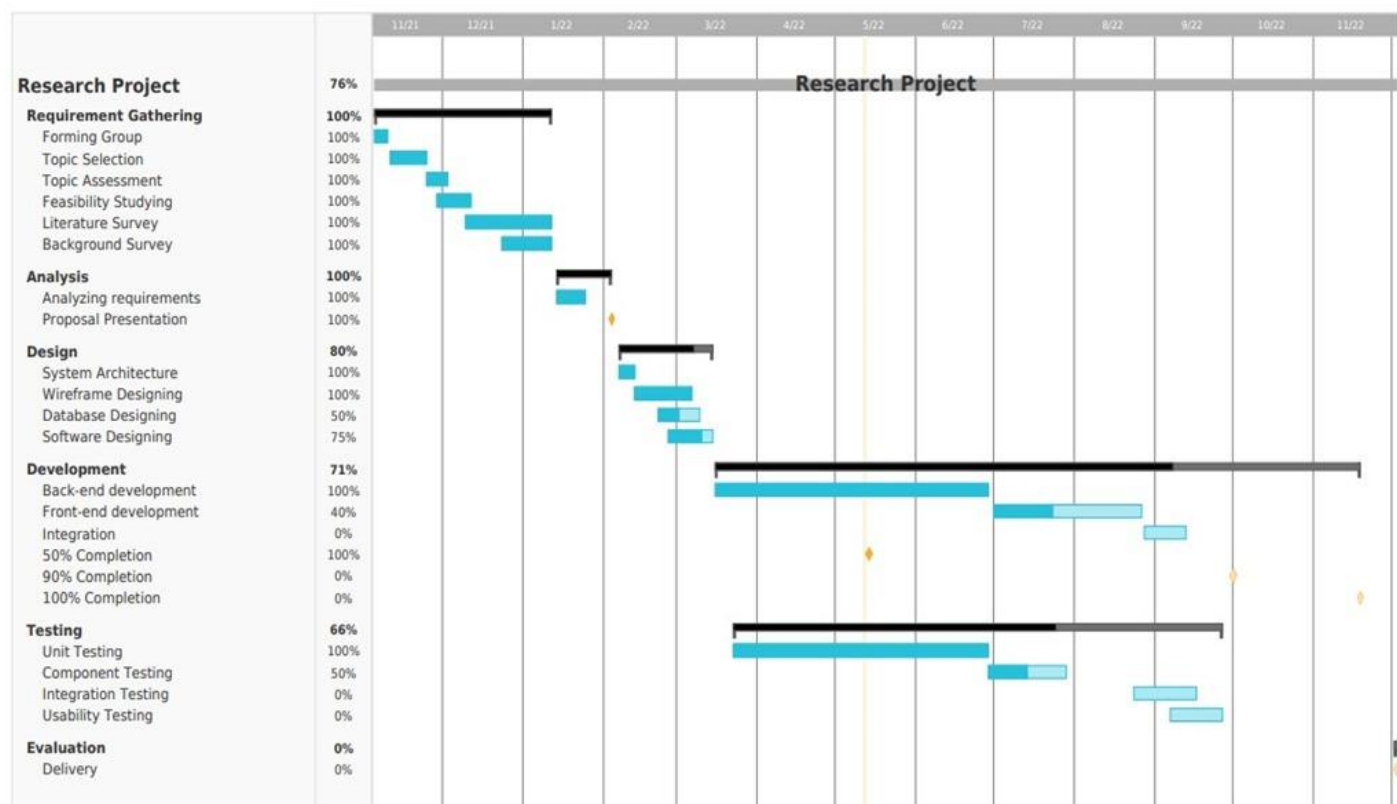 11/21 12/21 1/22 2/22 3/22 4/22 5/22 6/22 7/22 8/22 9/22 10/22 11/22
Research Project 76% Research Project
Requirement Gathering 100%
Forming Group 100%
Topic Selection 100%
Topic Assessment 100%
Feasibility Studying 100%
Literature Survey 100%
Background Survey 100%
Analysis 100%
Analyzing requirements 100%
Proposal Presentation 100%
Design 80%
System Architecture 100%
Wireframe Designing 100%
Database Designing 50%
Software Designing 75%
Development 71%
Back-end development 100%
Front-end development 40%
Integration 0%
50% Completion 100%
90% Completion 0%
100% Completion 0%
Testing 66%
Unit Testing 100%
Component Testing 50%
Integration Testing 0%
Usability Testing 0%
Evaluation 0%
Delivery 0%